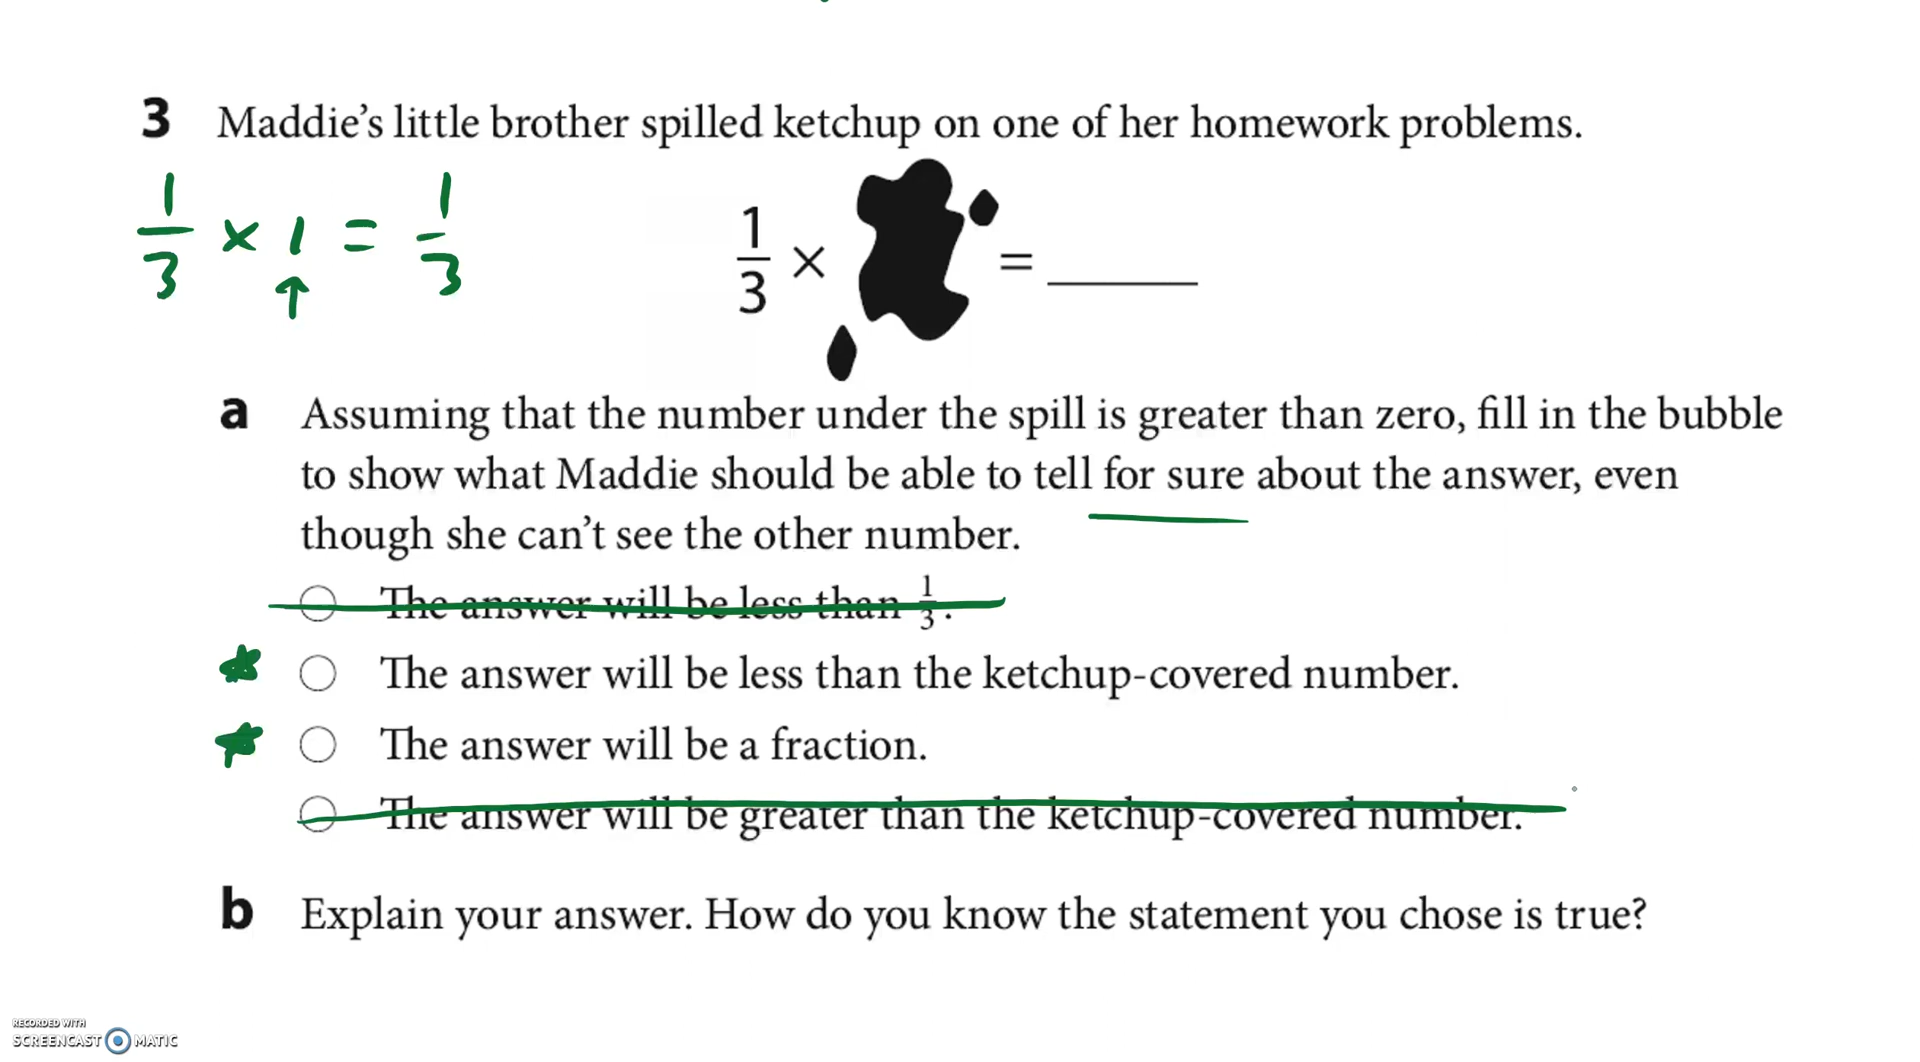 3 Maddie's little brother spilled ketchup on one of her homework problems.
1/3 × 1 = 1/3
1/3 × = ______
a Assuming that the number under the spill is greater than zero, fill in the bubble
to show what Maddie should be able to tell for sure about the answer, even
though she can't see the other number.
The answer will be less than 1/3.
The answer will be less than the ketchup-covered number.
The answer will be a fraction.
The answer will be greater than the ketchup-covered number.
b Explain your answer. How do you know the statement you chose is true?
RECORDED WITH
SCREENCAST MATIC